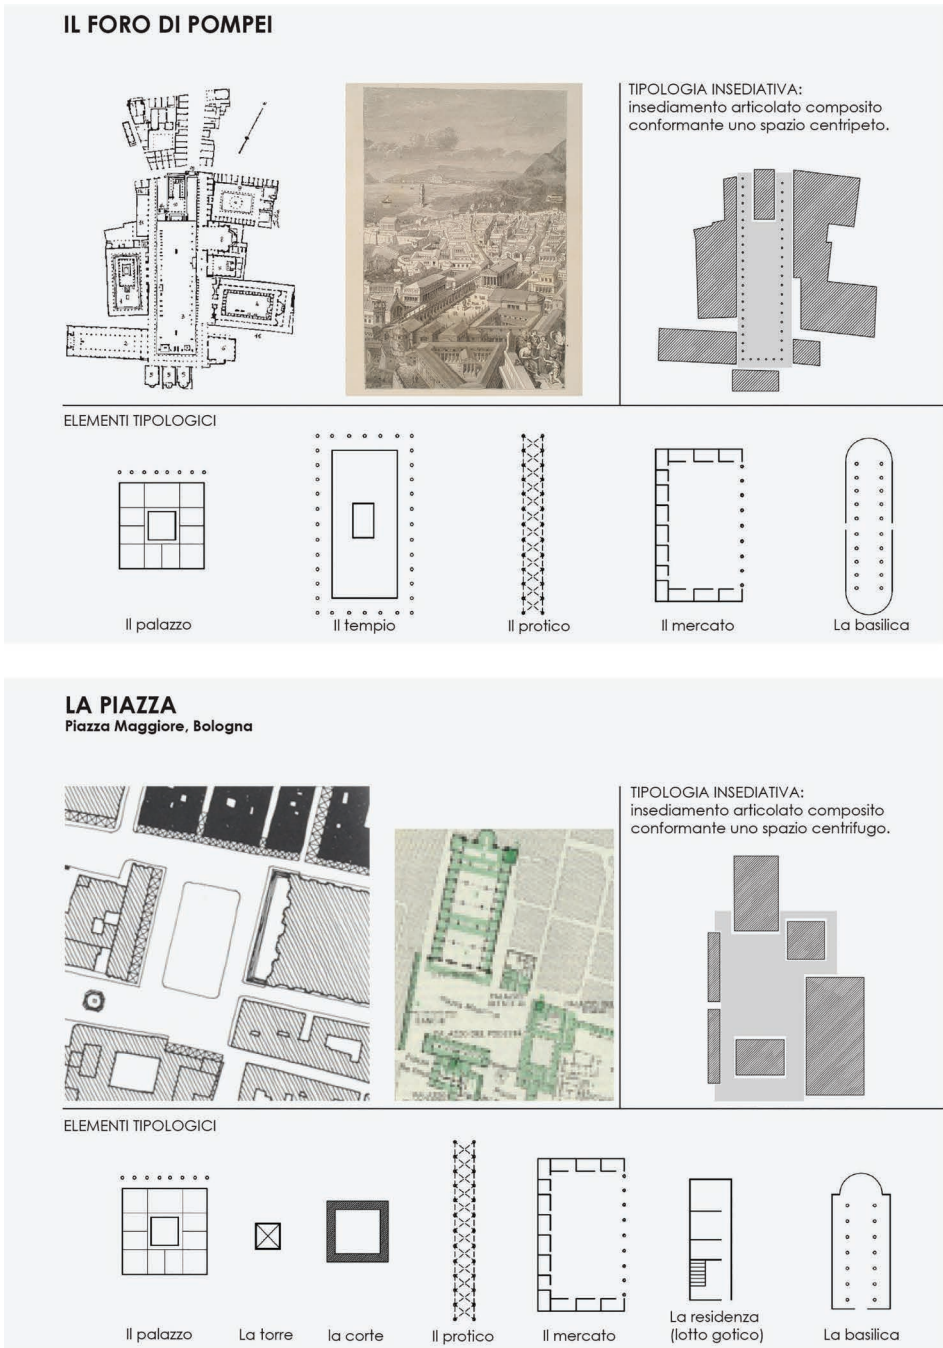 IL FORO DI POMPEI
TIPOLOGIA INSEDIATIVA:
insediamento articolato composito
conformante uno spazio centripeto.
ELEMENTI TIPOLOGICI
Il palazzo
Il tempio
Il protico
Il mercato
La basilica
LA PIAZZA
Piazza Maggiore, Bologna
TIPOLOGIA INSEDIATIVA:
insediamento articolato composito
conformante uno spazio centrifugo.
ELEMENTI TIPOLOGICI
Il palazzo
La torre
la corte
Il protico
Il mercato
La residenza
(lotto gotico)
La basilica